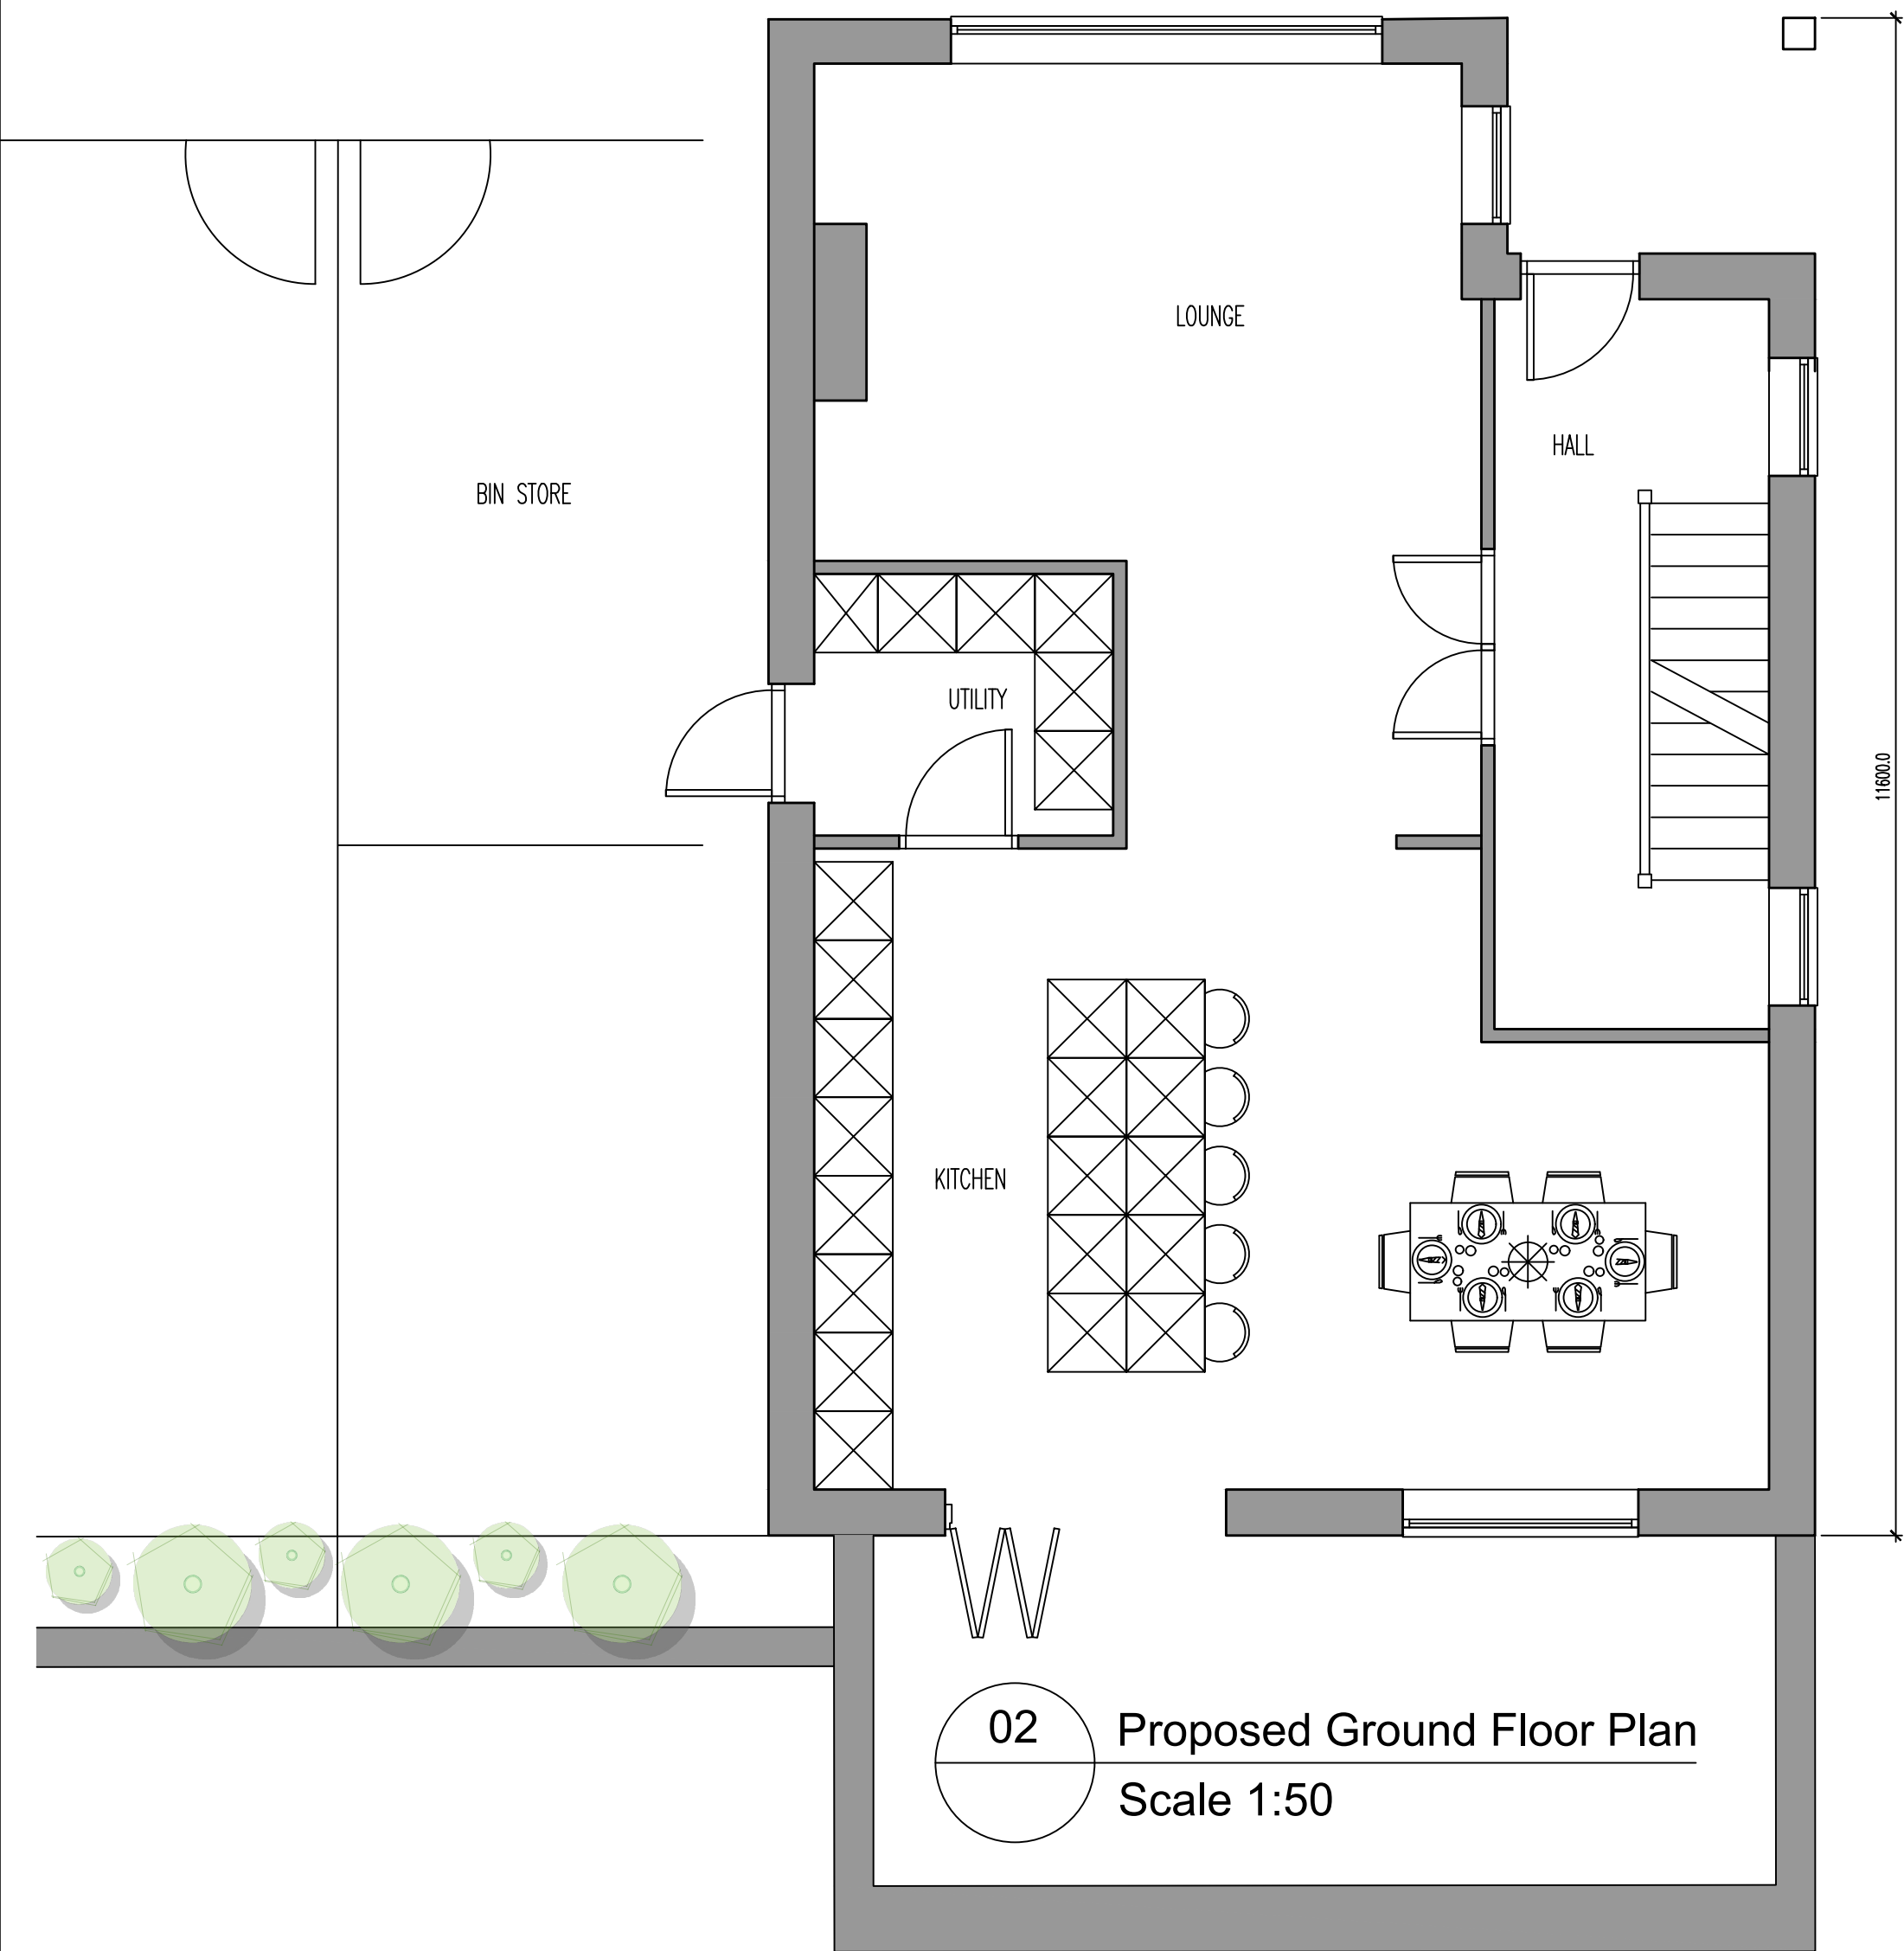 LOUNGE
HALL
BIN STORE
UTILITY
11600.0
KITCHEN
02
Proposed Ground Floor Plan
Scale 1:50